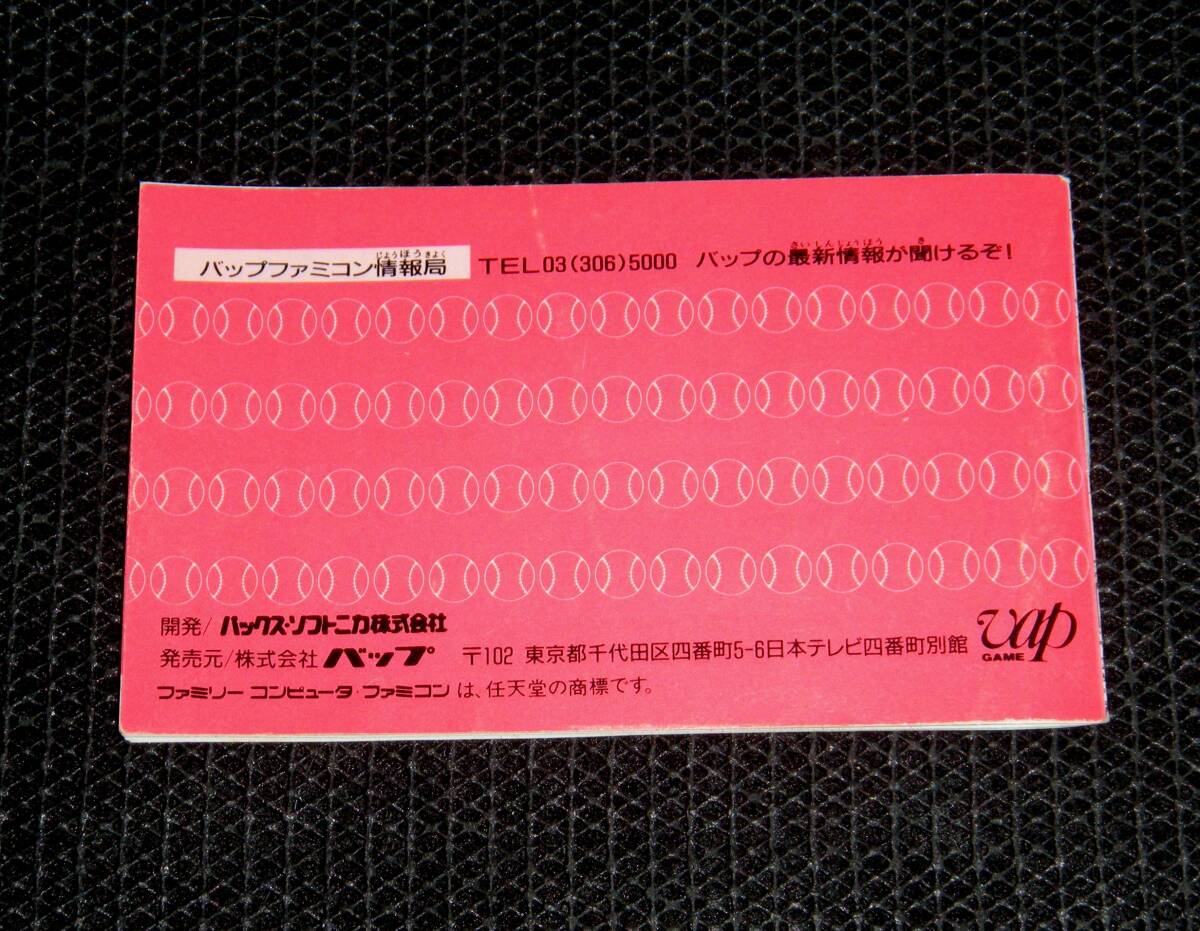 バップファミコン情報局 TEL03(306)5000 バップの最新情報が聞けるぞ!
開発/パックス・ソフトニカ株式会社
発売元/株式会社バップ 〒102 東京都千代田区四番町5-6日本テレビ四番町別館
vap GAME
ファミリーコンピュータ・ファミコンは、任天堂の商標です。